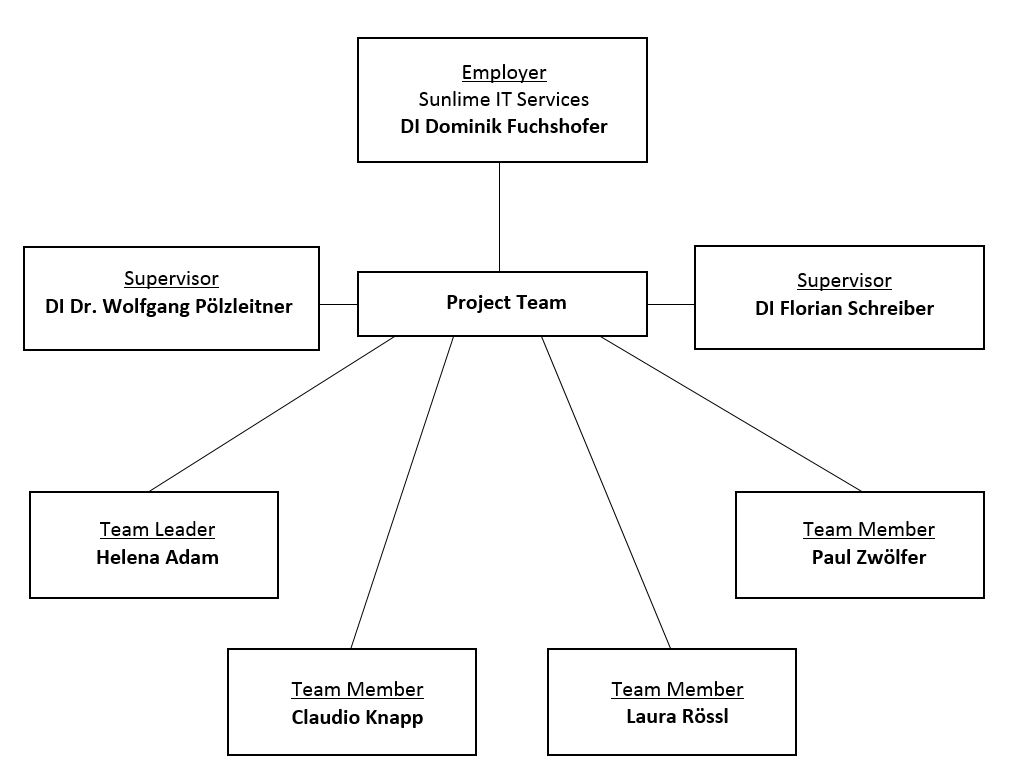 Employer
Sunlime IT Services
DI Dominik Fuchshofer
Supervisor
DI Dr. Wolfgang Pölzleitner
Project Team
Supervisor
DI Florian Schreiber
Team Leader
Helena Adam
Team Member
Paul Zwölfer
Team Member
Claudio Knapp
Team Member
Laura Rössl